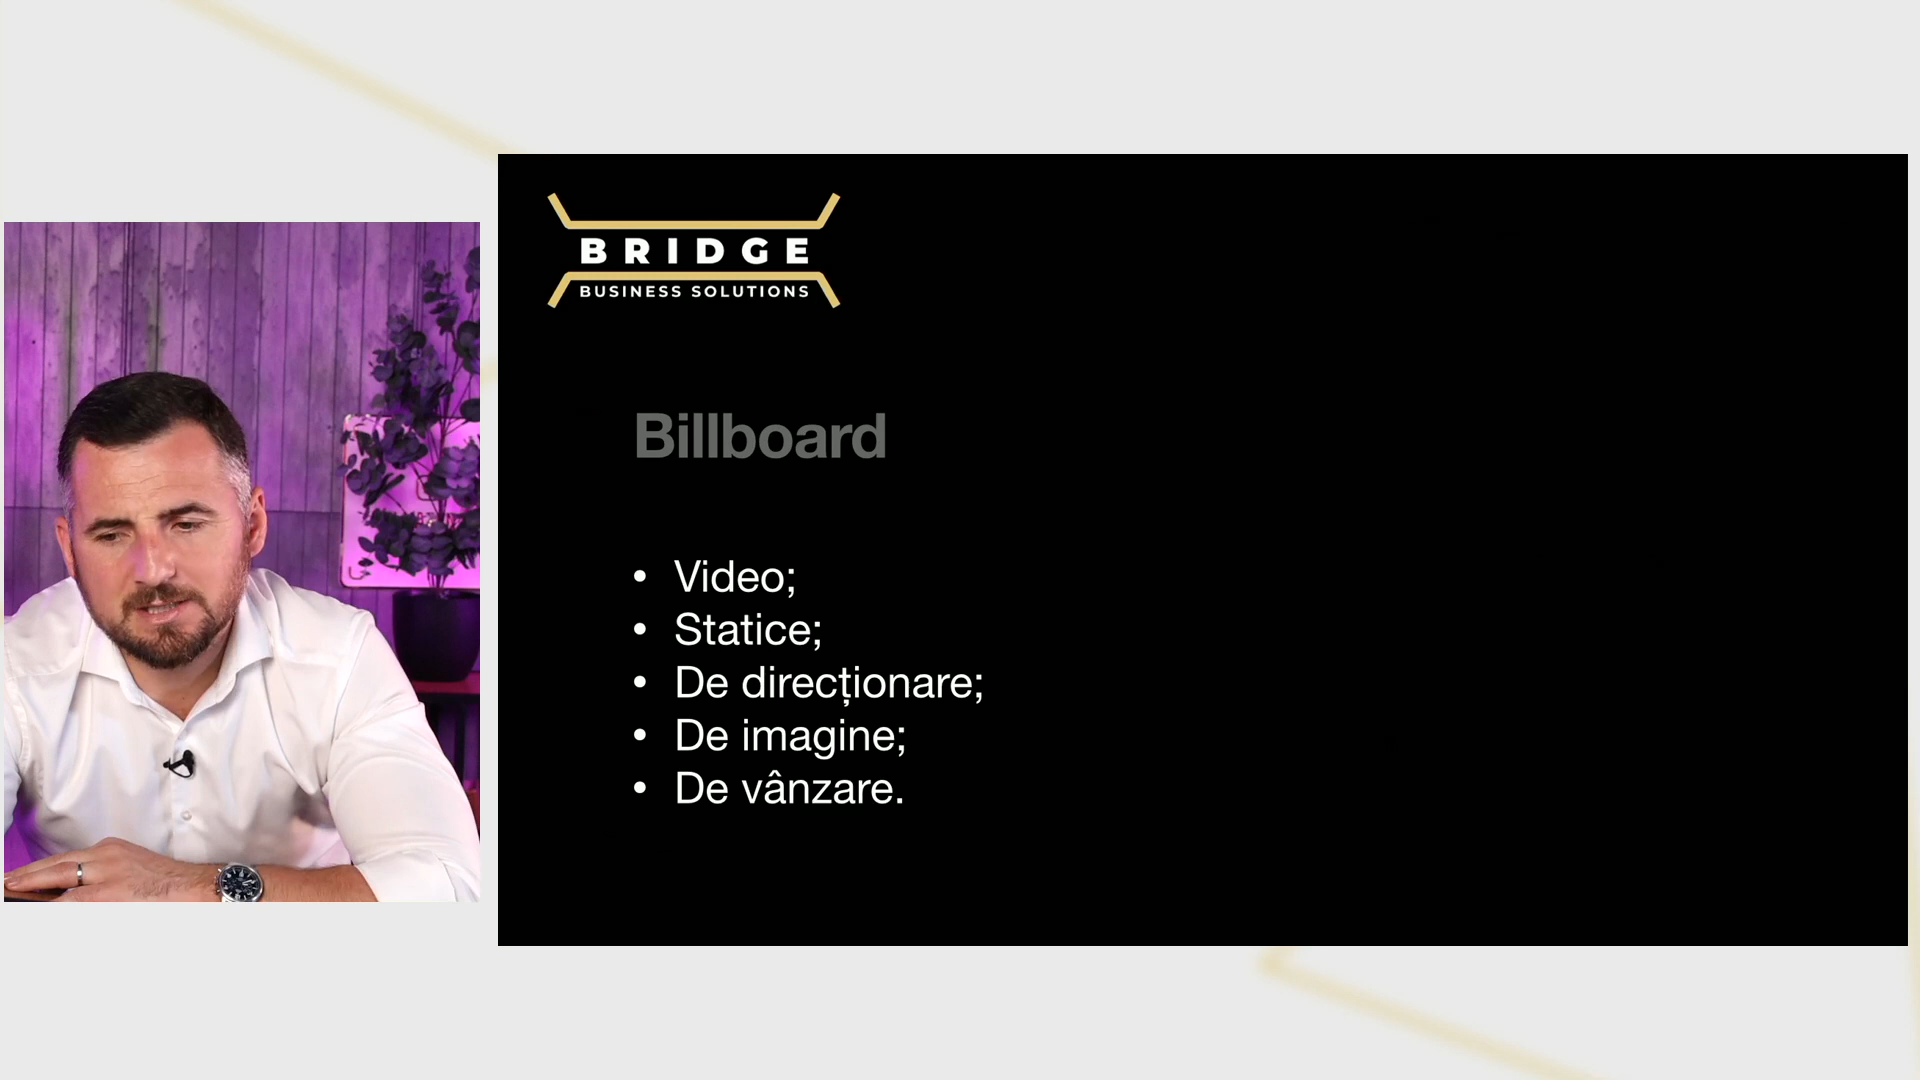 BRIDGE
BUSINESS SOLUTIONS
Billboard
• Video;
• Statice;
• De direcționare;
• De imagine;
• De vânzare.